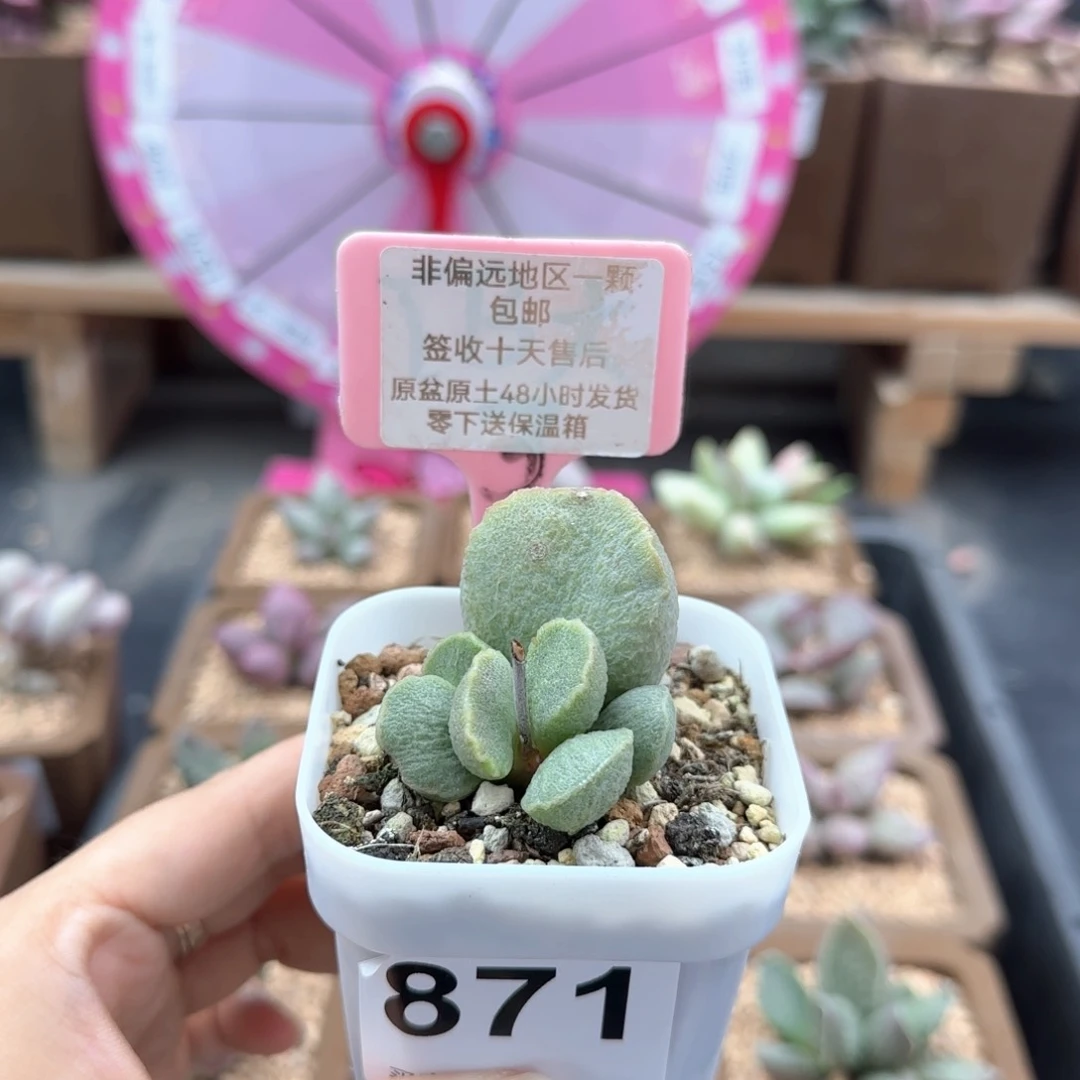 非偏远地区一颗
包邮
签收十天售后
原盆原土48小时发货
零下送保温箱
871